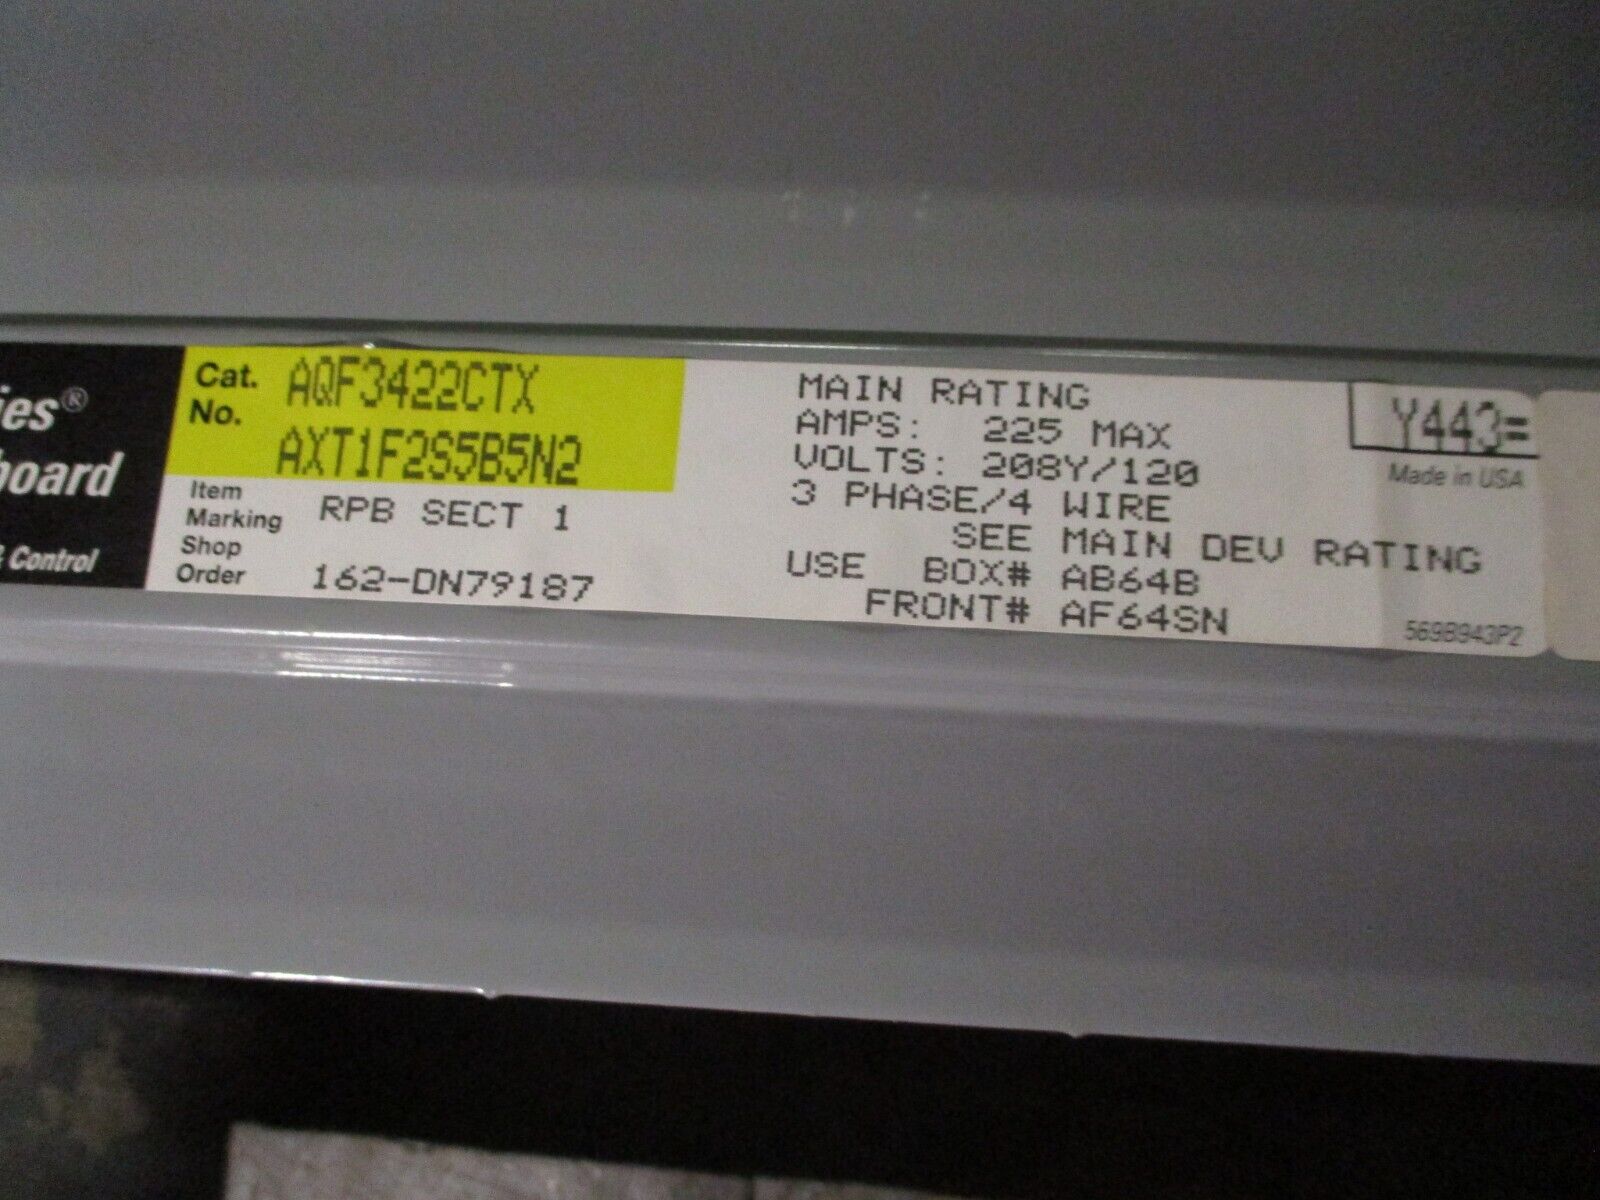 ies®
board
& Control
Cat. No. AQF3422CTX
AXT1F2S5B5N2
Item Marking RPB SECT 1
Shop Order 162-DN79187
MAIN RATING
AMPS: 225 MAX
VOLTS: 208Y/120
3 PHASE/4 WIRE
SEE MAIN DEV RATING
USE BOX# AB64B
FRONT# AF64SN
Y443=
Made in USA
569B943P2